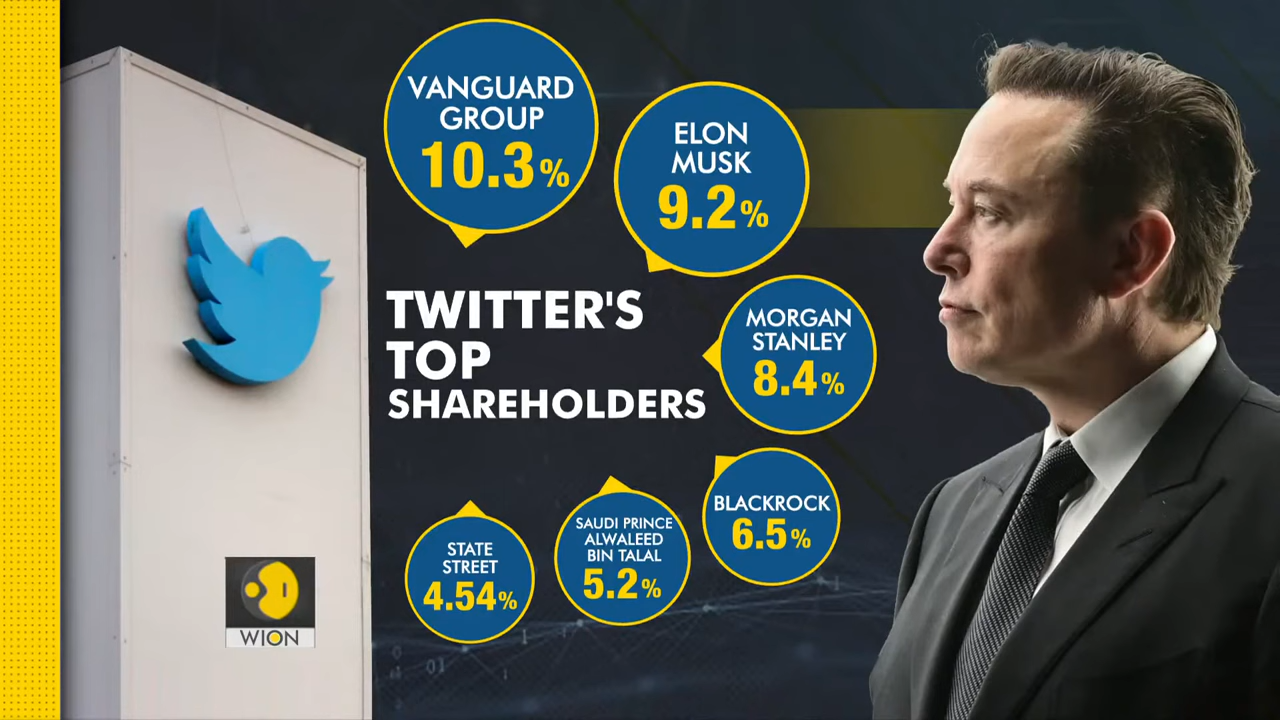 VANGUARD
GROUP
10.3%
ELON
MUSK
9.2%
TWITTER'S
TOP
SHAREHOLDERS
MORGAN
STANLEY
8.4%
BLACKROCK
6.5%
SAUDI PRINCE
ALWALEED
BIN TALAL
5.2%
STATE
STREET
4.54%
WION